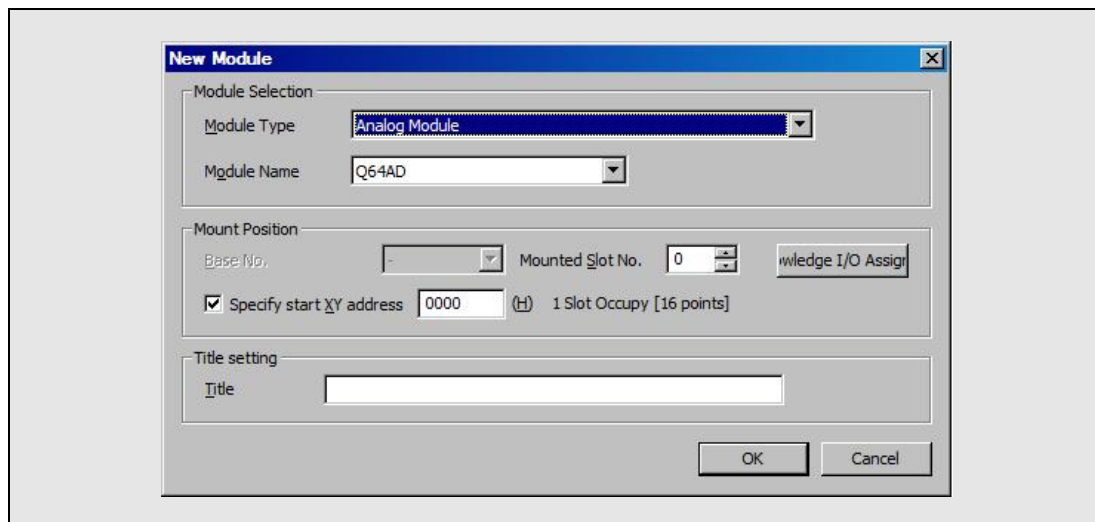 New Module
Module Selection
Module Type Analog Module
Module Name Q64AD
Mount Position
Base No. - Mounted Slot No. 0 wledge I/O Assign
Specify start XY address 0000 (H) 1 Slot Occupy [16 points]
Title setting
Title
OK Cancel